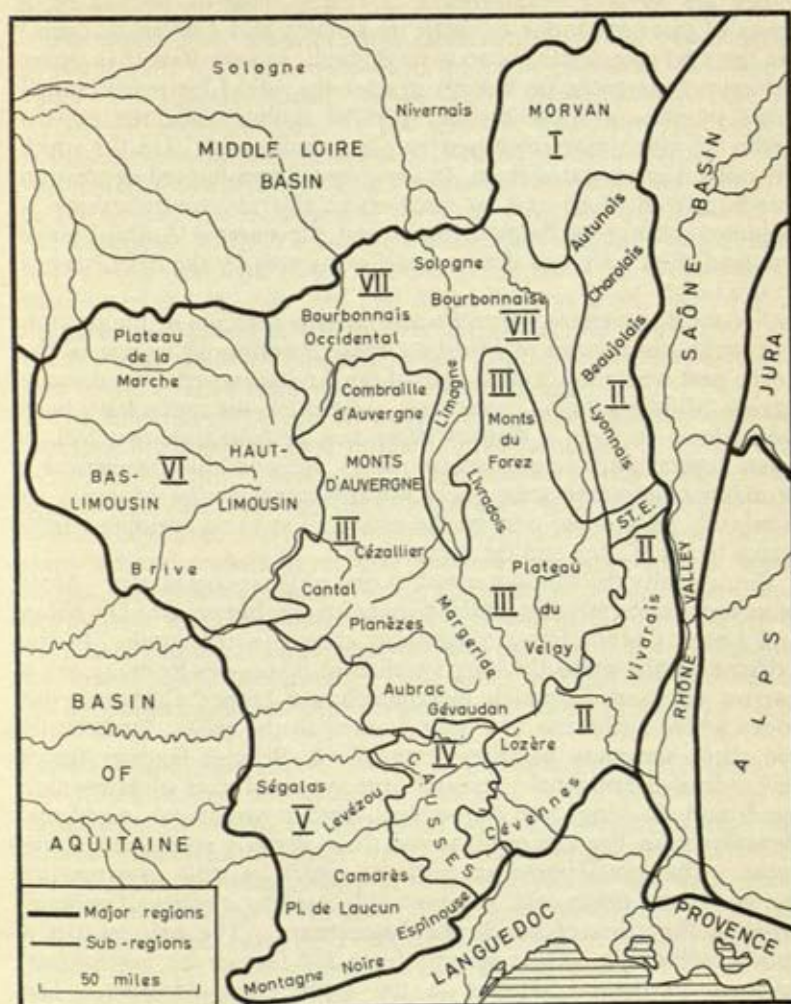 Sologne
Nivernais
MORVAN
I
MIDDLE LOIRE
BASIN
SAÔNE BASIN
JURA
Autunais
Charolais
Beaujolais
II
Lyonnais
Sologne
Bourbonnaise
VII
VII
Bourbonnais
Occidental
Plateau
de la
Marche
Combraille
d'Auvergne
Limagne
III
Monts
du
Forez
HAUT-
LIMOUSIN
VI
BAS-
LIMOUSIN
MONTS
D'AUVERGNE
Livradois
III
ST. E.
II
Brive
Cézallier
Cantal
Planèzes
Plateau
du
Velay
III
Margeride
Vivarais
RHÔNE VALLEY
ALPS
Aubrac
Gévaudan
II
BASIN
OF
AQUITAINE
IV
Lozère
CAUSSES
Cévennes
Ségalas
V
Levézou
Camarès
Pl. de Laucun
Espinouse
Montagne Noire
LANGUEDOC
PROVENCE
Major regions
Sub-regions
50 miles